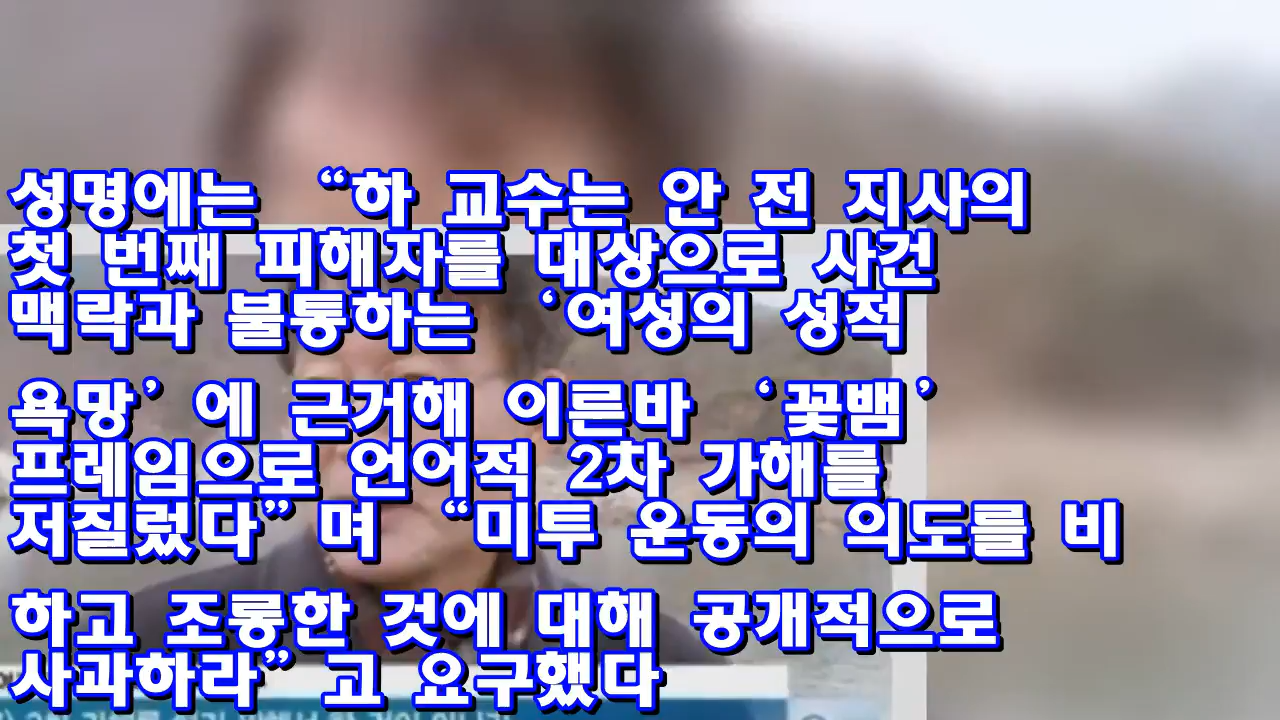 성명에는 “하 교수는 안 전 지사의
첫 번째 피해자를 대상으로 사건
맥락과 불통하는 ‘여성의 성적
욕망’에 근거해 이른바 ‘꽃뱀’
프레임으로 언어적 2차 가해를
저질렀다”며 “미투 운동의 의도를 비
하고 조롱한 것에 대해 공개적으로
사과하라”고 요구했다